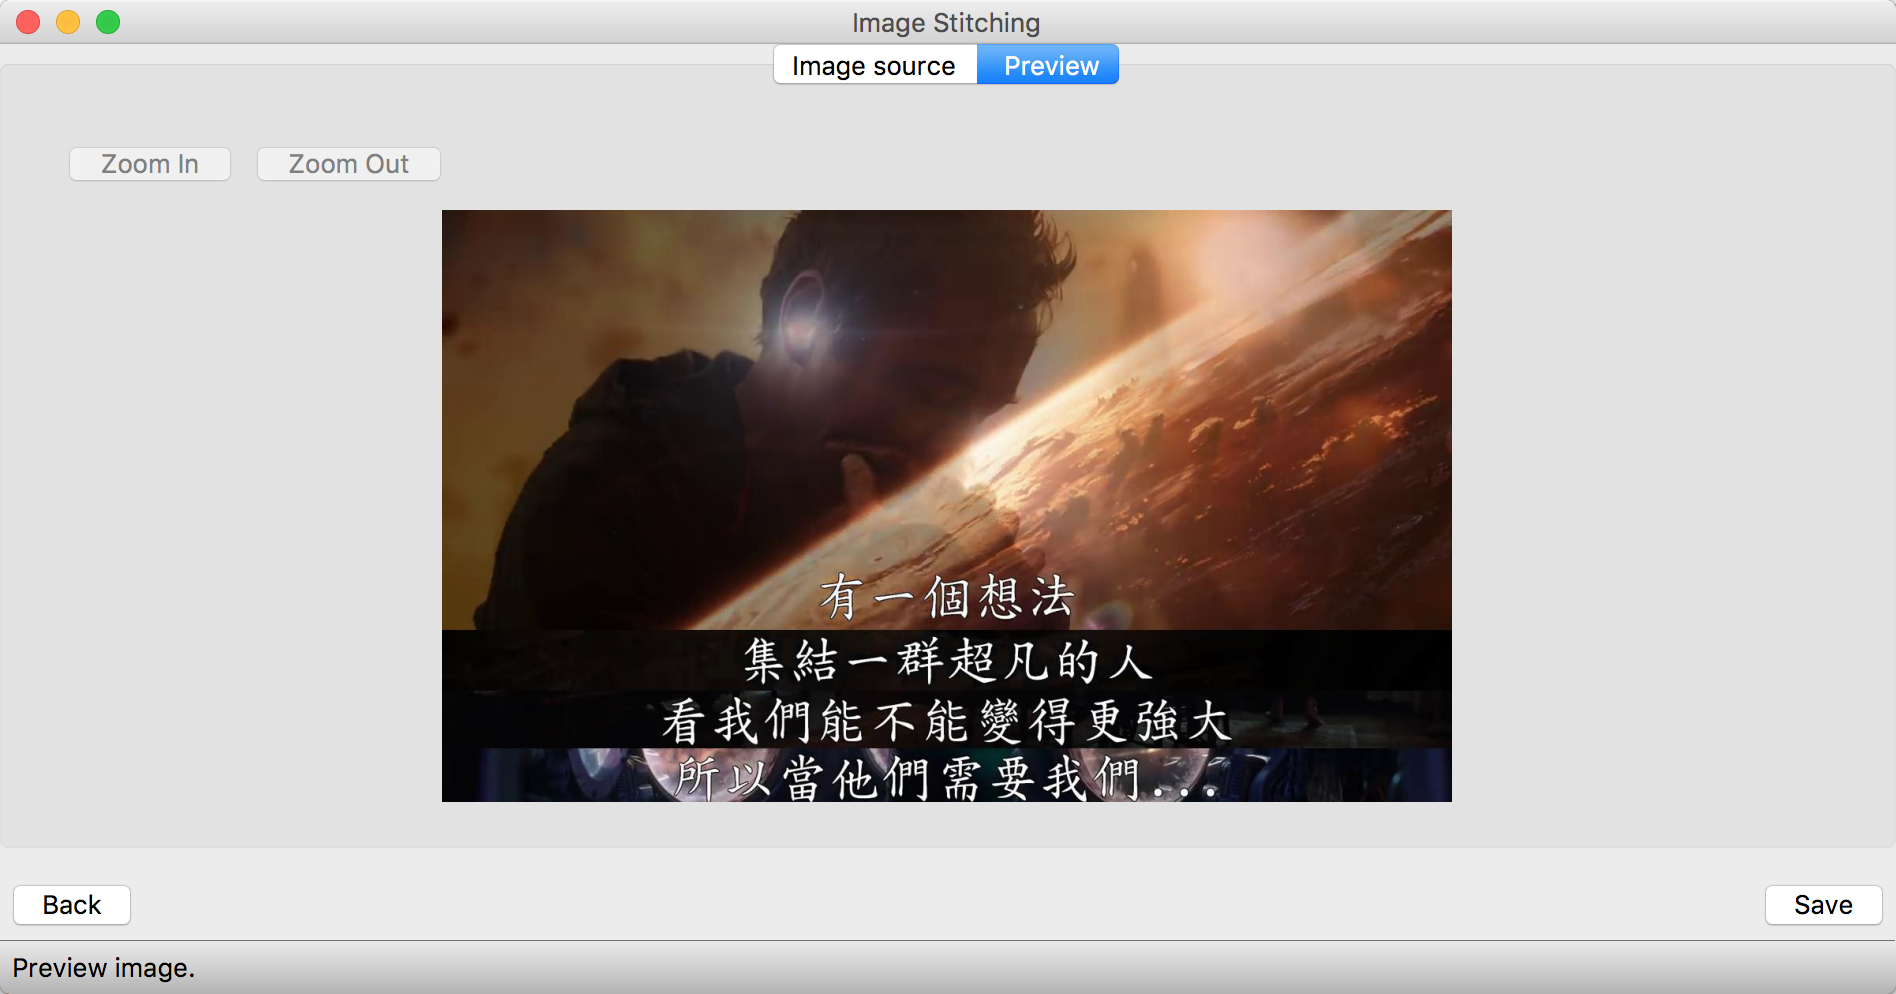 Image Stitching
Image source Preview
Zoom In Zoom Out
有一個想法
集結一群超凡的人
看我們能不能變得更強大
所以當他們需要我們...
Back Save
Preview image.